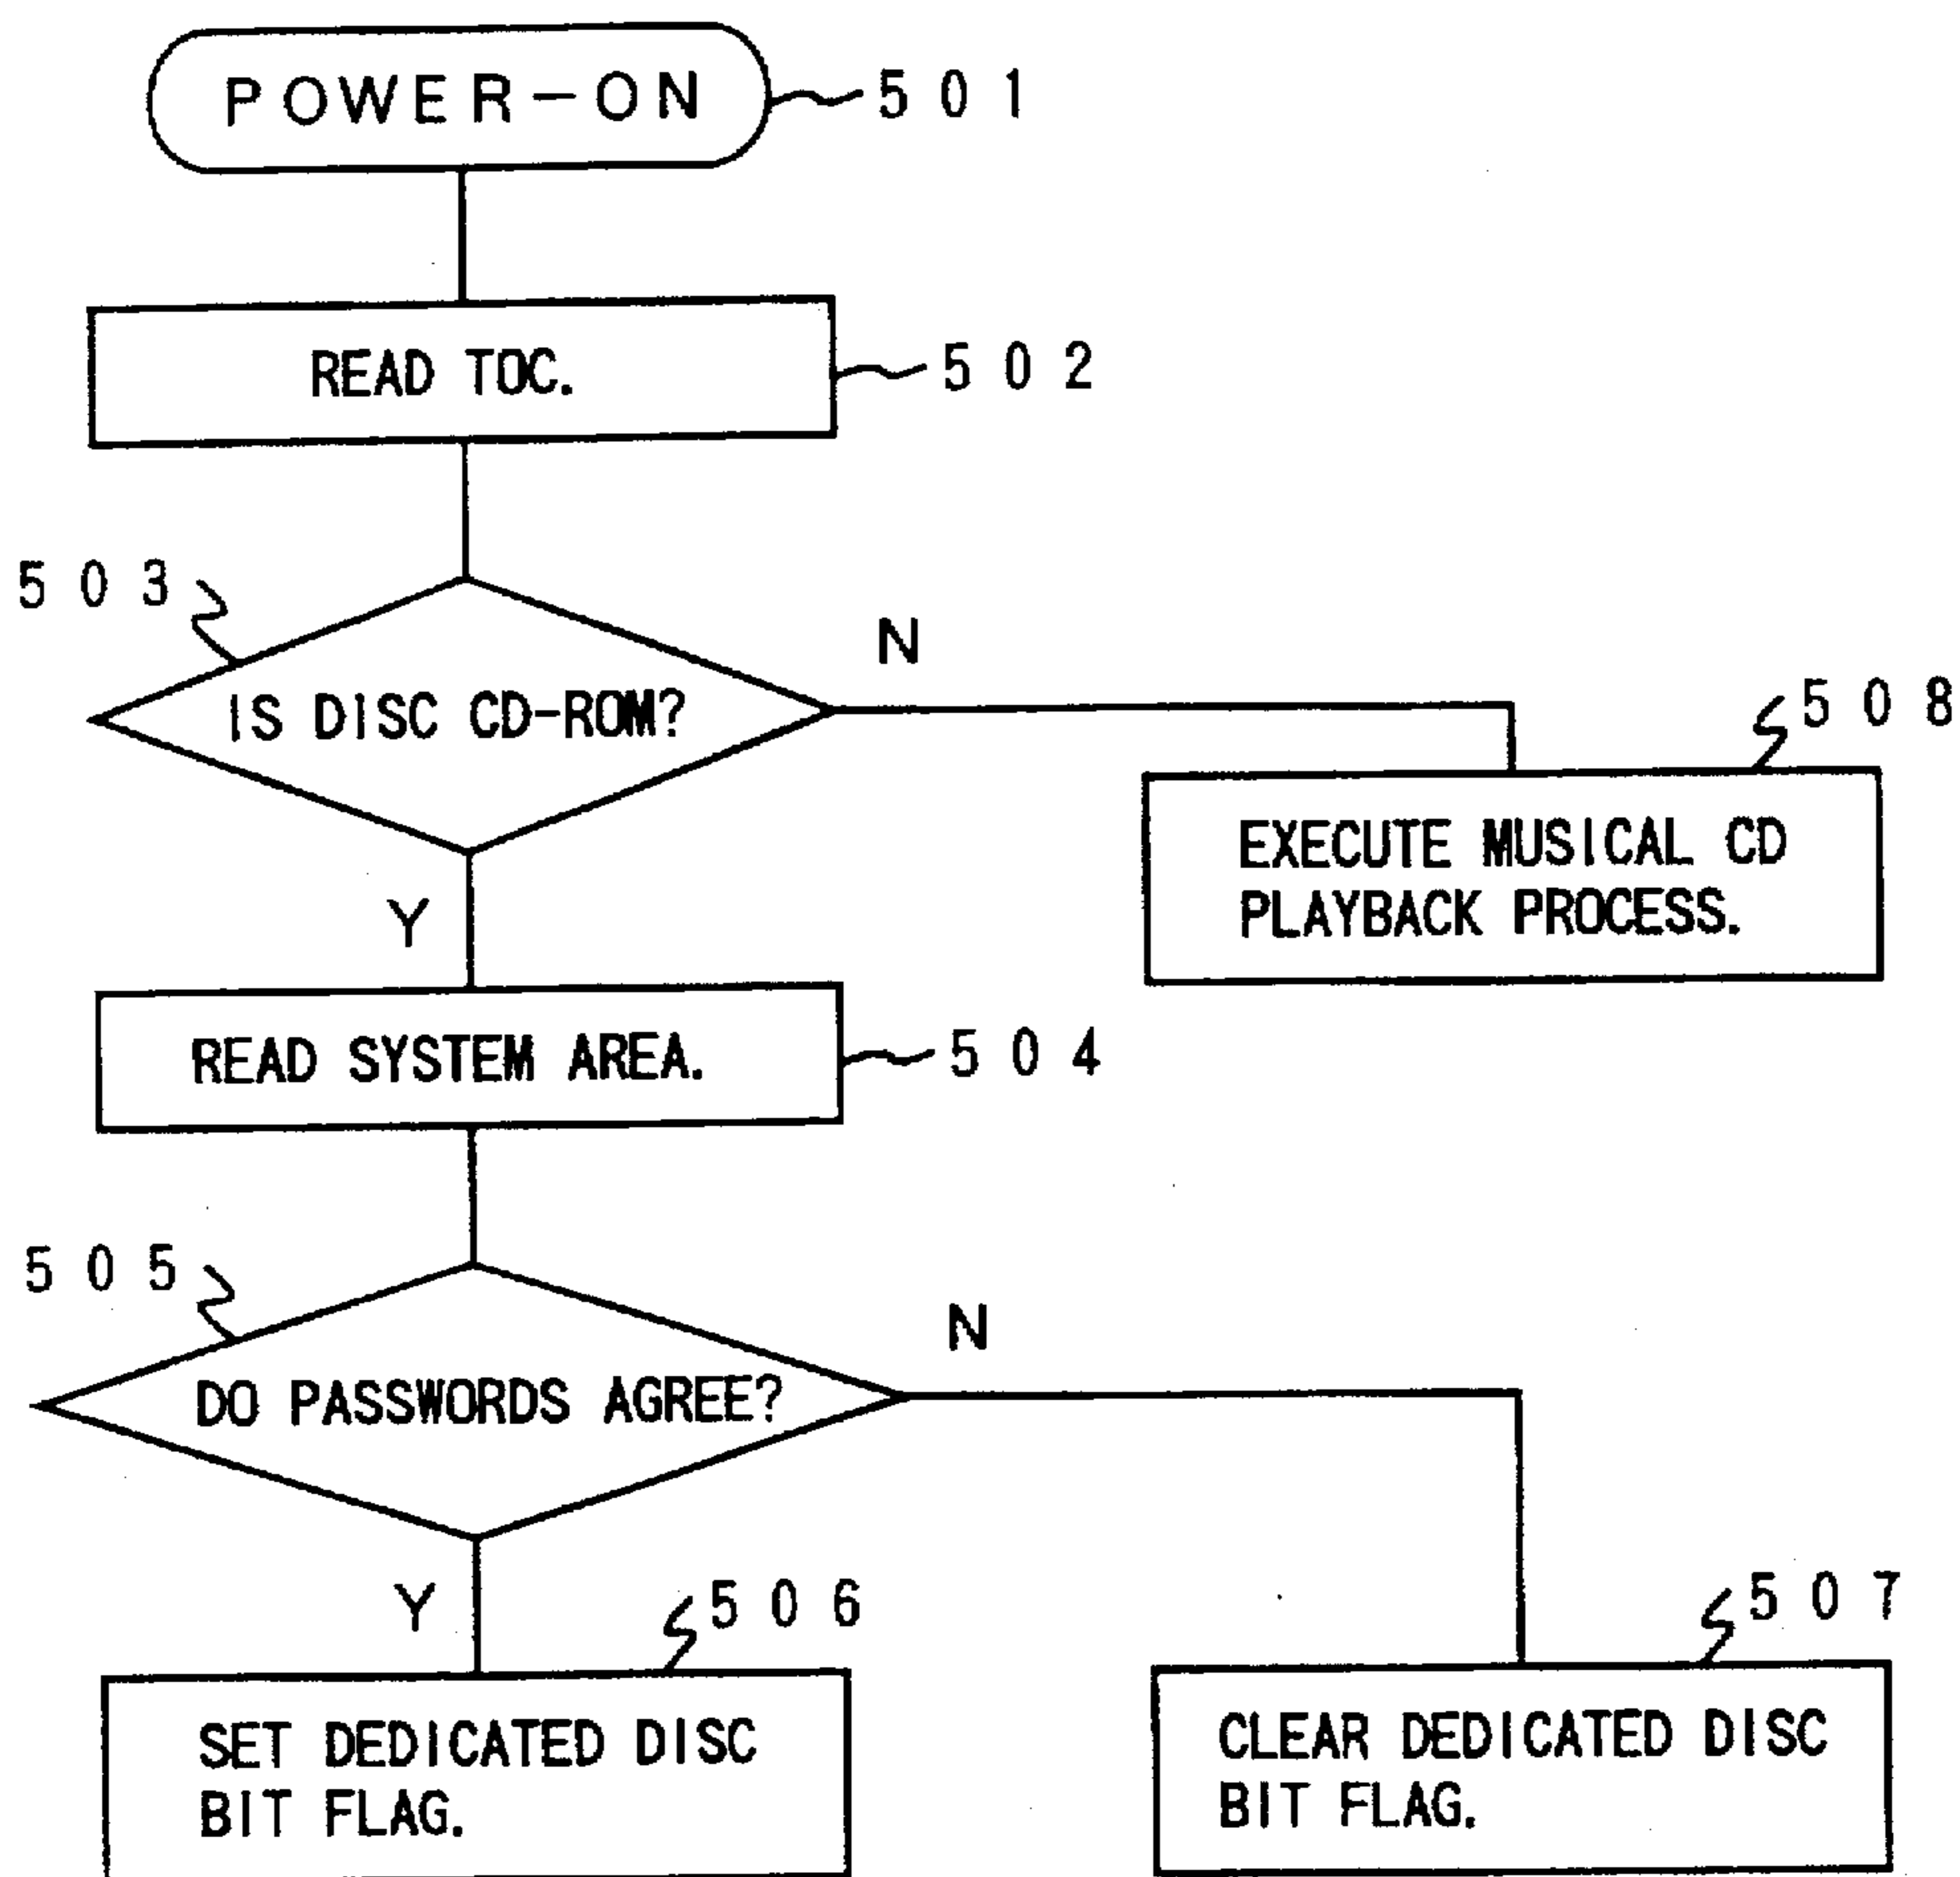 POWER-ON
501
READ TOC.
502
503
IS DISC CD-ROM?
N
508
EXECUTE MUSICAL CD
PLAYBACK PROCESS.
Y
READ SYSTEM AREA.
504
505
DO PASSWORDS AGREE?
N
Y
506
SET DEDICATED DISC
BIT FLAG.
507
CLEAR DEDICATED DISC
BIT FLAG.